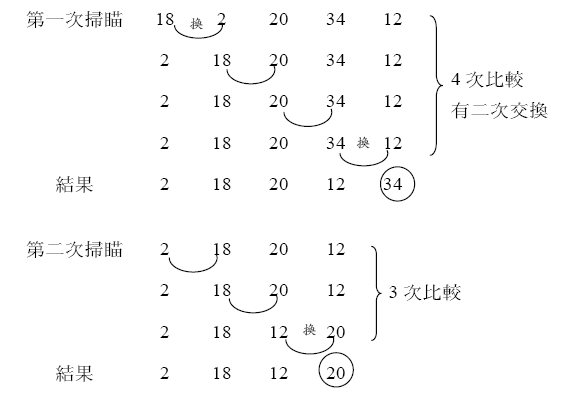 第一次掃瞄 18 換 2 20 34 12
2 18 20 34 12
4 次比較
2 18 20 34 12
有二次交換
2 18 20 34 換 12
結果 2 18 20 12 34
第二次掃瞄 2 18 20 12
2 18 20 12
3 次比較
2 18 12 換 20
結果 2 18 12 20